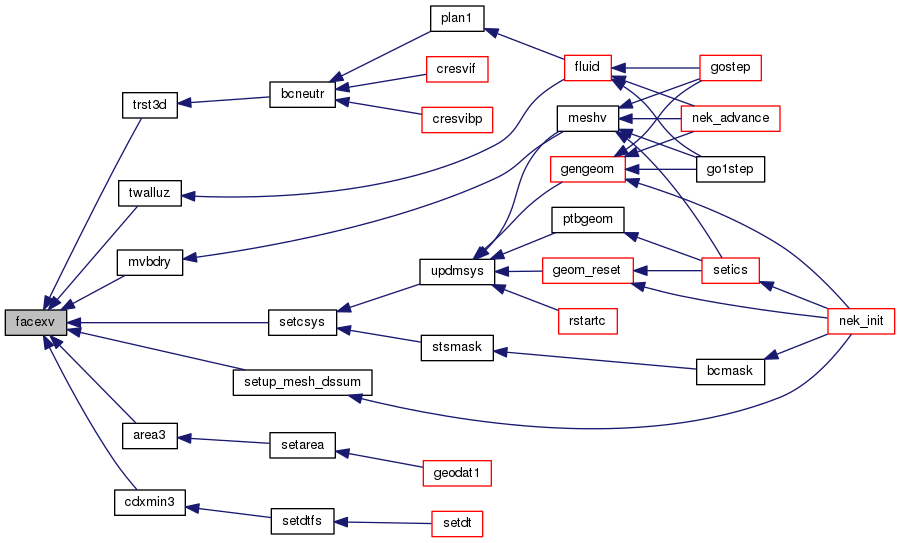 plan1
cresvif
fluid
gostep
trst3d
bcneutr
cresvibp
meshv
nek_advance
gengeom
go1step
twalluz
ptbgeom
mvbdry
updmsys
geom_reset
setics
facexv
setcsys
rstartc
nek_init
stsmask
bcmask
setup_mesh_dssum
area3
setarea
geodat1
cdxmin3
setdtfs
setdt